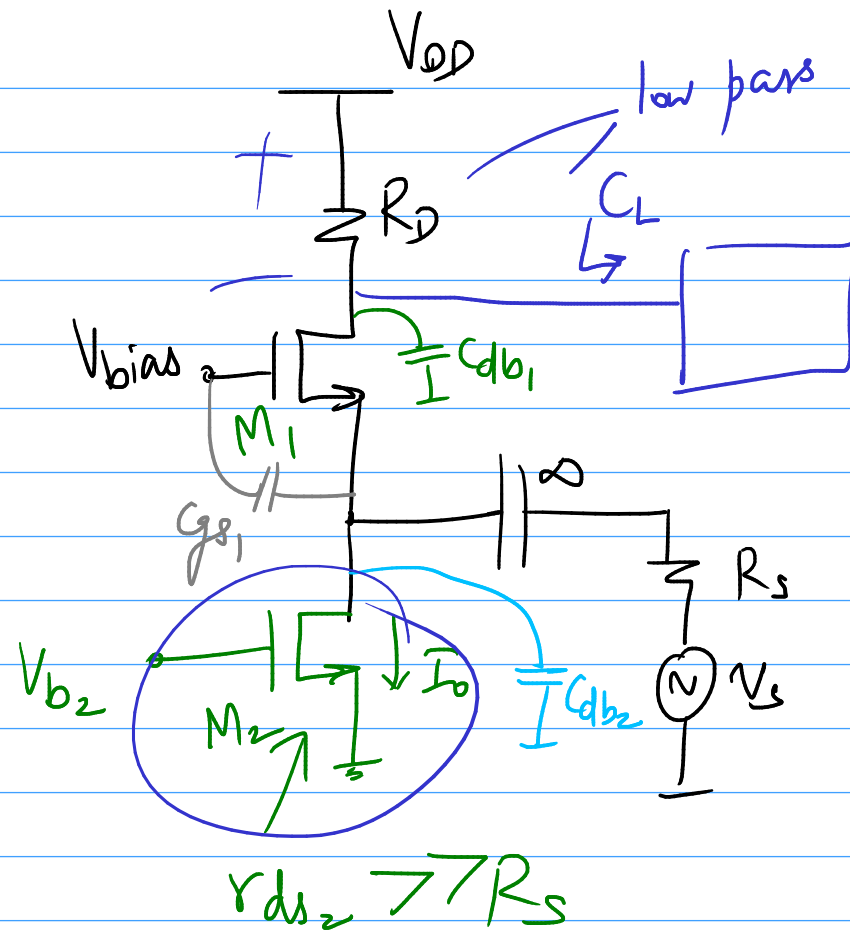 VDD
low pass
+
RD
CL
−
Vbias
Cdb1
M1
∞
Cgs1
Rs
Vb2
I0
Vs
M2
Cdb2
rds2 >> Rs